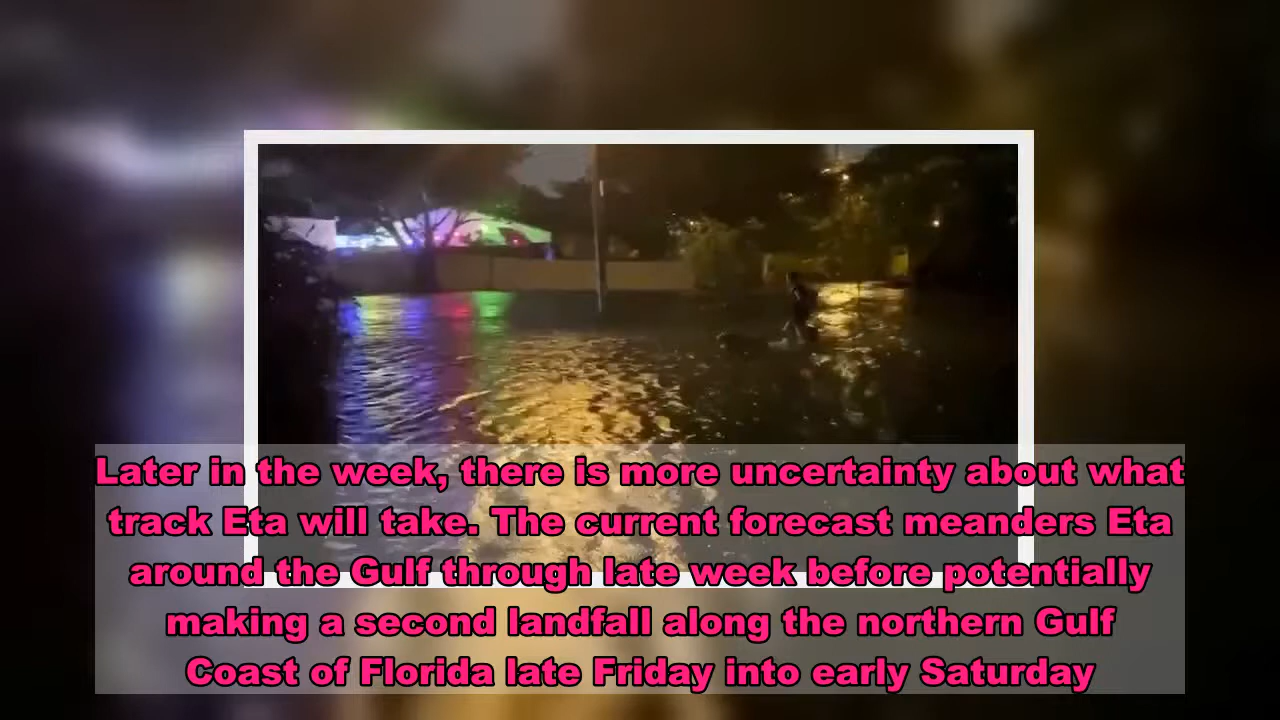 Later in the week, there is more uncertainty about what
track Eta will take. The current forecast meanders Eta
around the Gulf through late week before potentially
making a second landfall along the northern Gulf
Coast of Florida late Friday into early Saturday